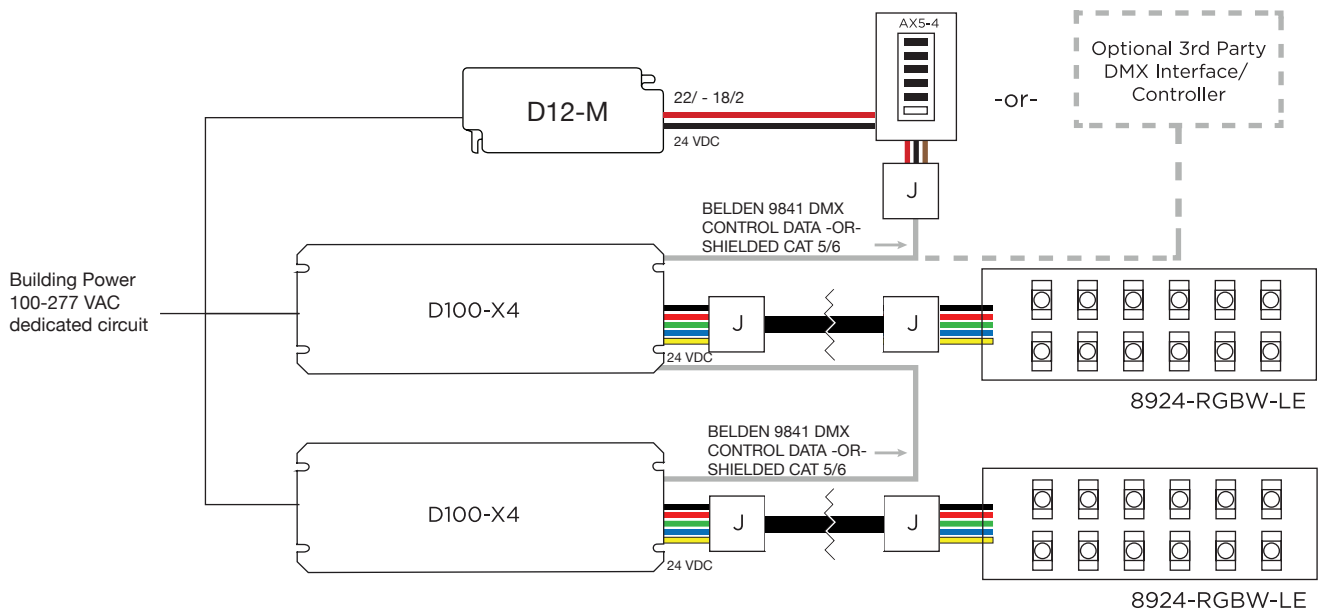 AX5-4
Optional 3rd Party
DMX Interface/
Controller
-or-
D12-M
22/ - 18/2
24 VDC
J
BELDEN 9841 DMX
CONTROL DATA -OR-
SHIELDED CAT 5/6
Building Power
100-277 VAC
dedicated circuit
D100-X4
J
J
24 VDC
8924-RGBW-LE
BELDEN 9841 DMX
CONTROL DATA -OR-
SHIELDED CAT 5/6
D100-X4
J
J
24 VDC
8924-RGBW-LE